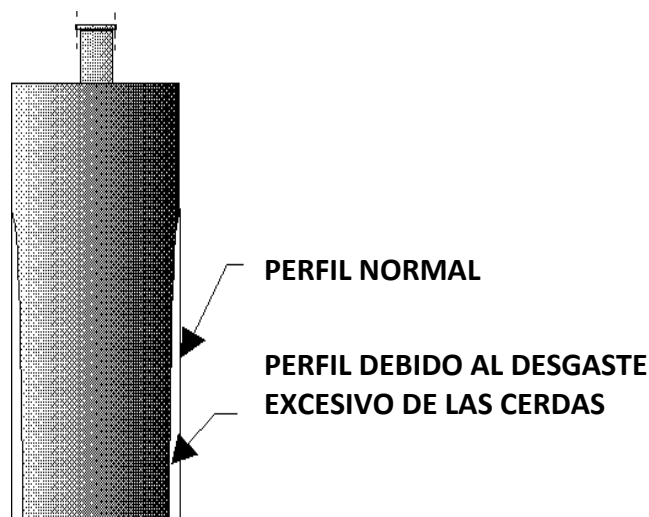 PERFIL NORMAL
PERFIL DEBIDO AL DESGASTE
EXCESIVO DE LAS CERDAS